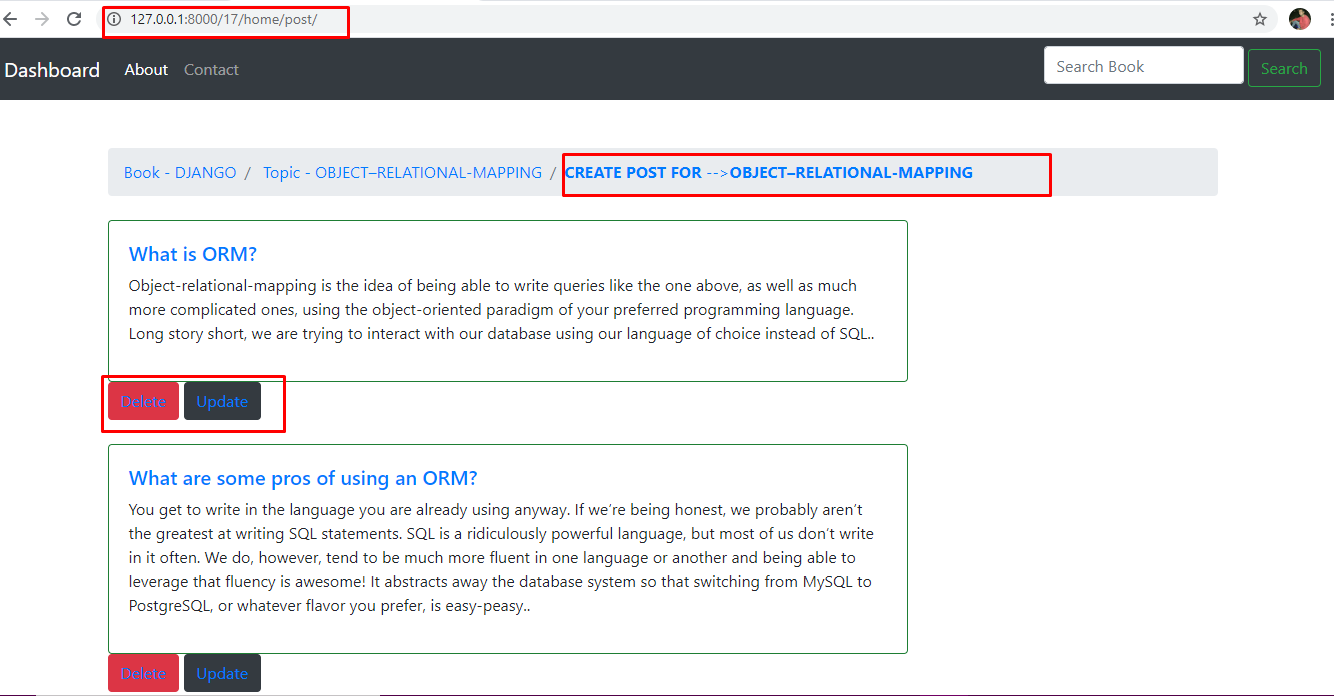 127.0.0.1:8000/17/home/post/
Dashboard About Contact Search Book Search
Book - DJANGO / Topic - OBJECT–RELATIONAL-MAPPING / CREATE POST FOR -->OBJECT–RELATIONAL-MAPPING
What is ORM?
Object-relational-mapping is the idea of being able to write queries like the one above, as well as much
more complicated ones, using the object-oriented paradigm of your preferred programming language.
Long story short, we are trying to interact with our database using our language of choice instead of SQL..
Delete Update
What are some pros of using an ORM?
You get to write in the language you are already using anyway. If we’re being honest, we probably aren’t
the greatest at writing SQL statements. SQL is a ridiculously powerful language, but most of us don’t write
in it often. We do, however, tend to be much more fluent in one language or another and being able to
leverage that fluency is awesome! It abstracts away the database system so that switching from MySQL to
PostgreSQL, or whatever flavor you prefer, is easy-peasy..
Delete Update